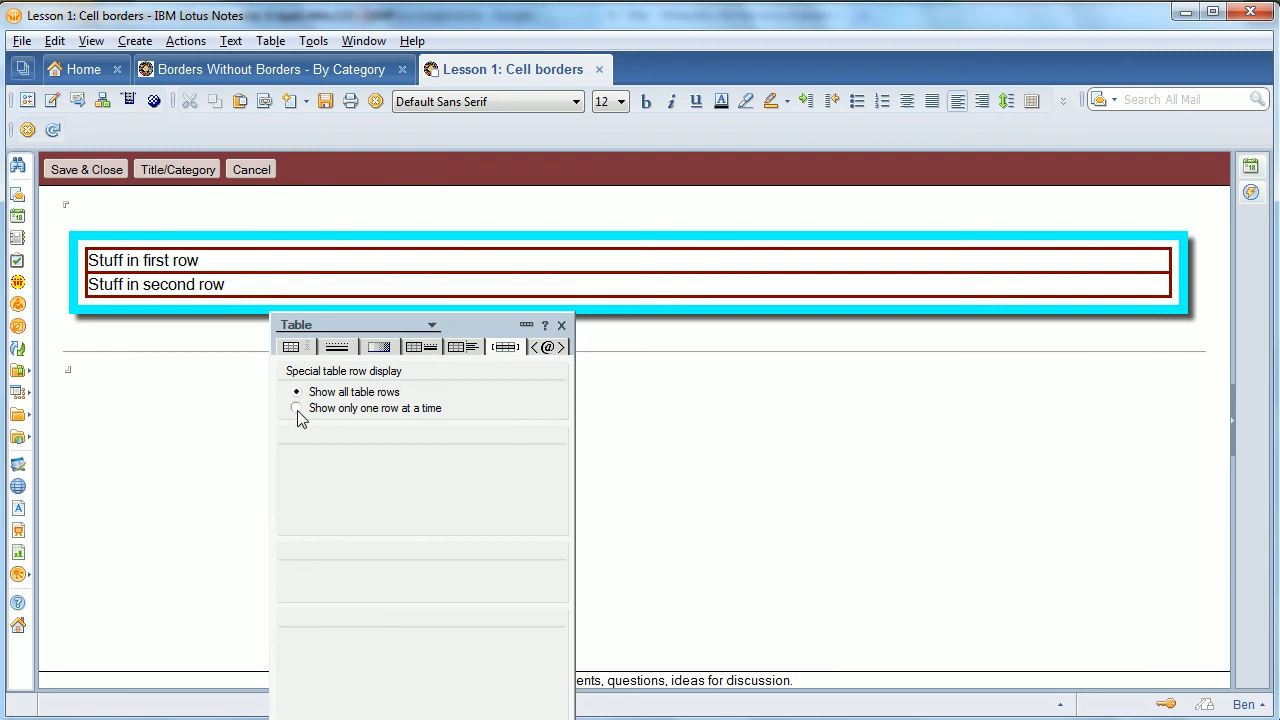 Lesson 1: Cell borders - IBM Lotus Notes
File Edit View Create Actions Text Table Tools Window Help
Home Borders Without Borders - By Category Lesson 1: Cell borders
Default Sans Serif 12 b i u A Search All Mail
Save & Close Title/Category Cancel
Stuff in first row
Stuff in second row
Table
< @ >
Special table row display
Show all table rows
Show only one row at a time
ents, questions, ideas for discussion.
Ben